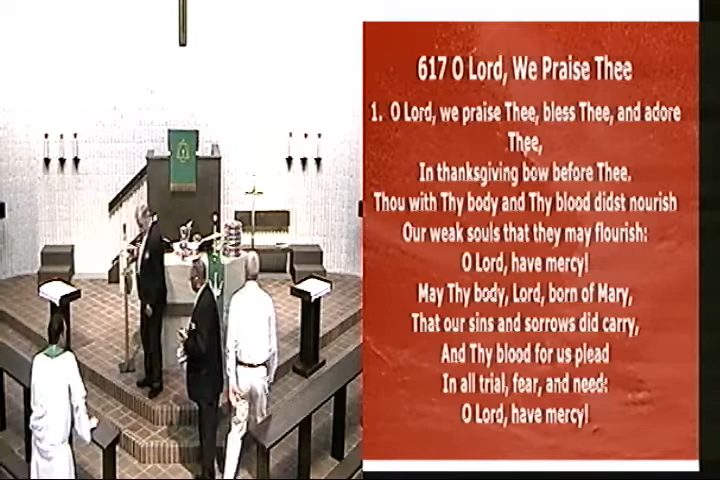 617 O Lord, We Praise Thee
1. O Lord, we praise Thee, bless Thee, and adore
Thee,
In thanksgiving bow before Thee.
Thou with Thy body and Thy blood didst nourish
Our weak souls that they may flourish:
O Lord, have mercy!
May Thy body, Lord, born of Mary,
That our sins and sorrows did carry,
And Thy blood for us plead
In all trial, fear, and need:
O Lord, have mercy!